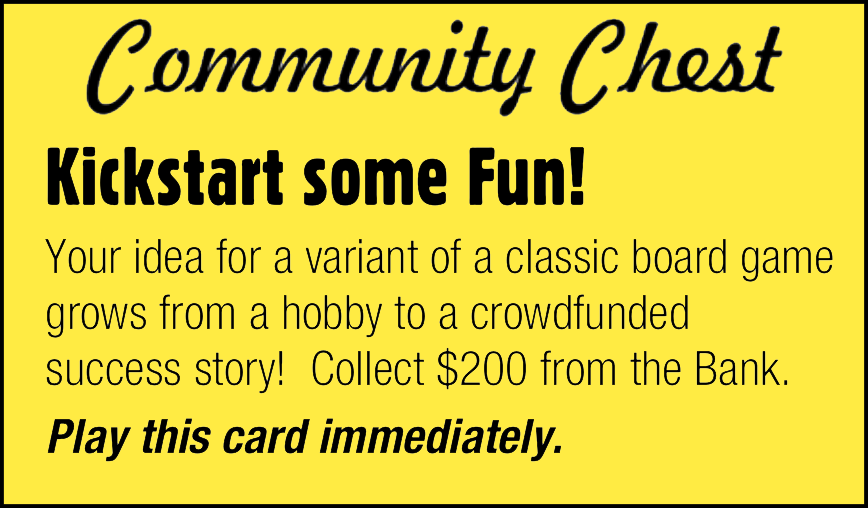 Community Chest
Kickstart some Fun!
Your idea for a variant of a classic board game
grows from a hobby to a crowdfunded
success story!  Collect $200 from the Bank.
Play this card immediately.